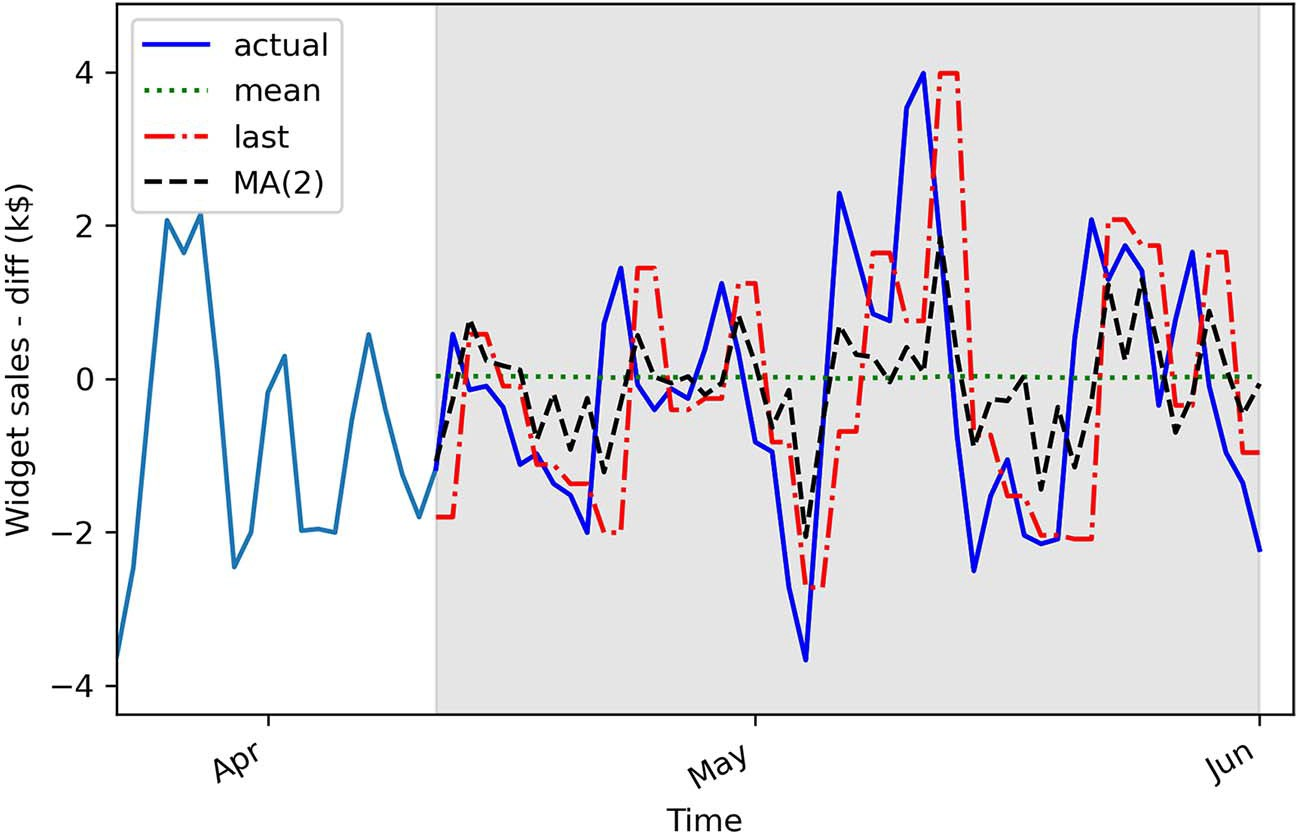 actual
mean
last
MA(2)
4
2
0
−2
−4
Widget sales - diff (k$)
Apr
May
Jun
Time